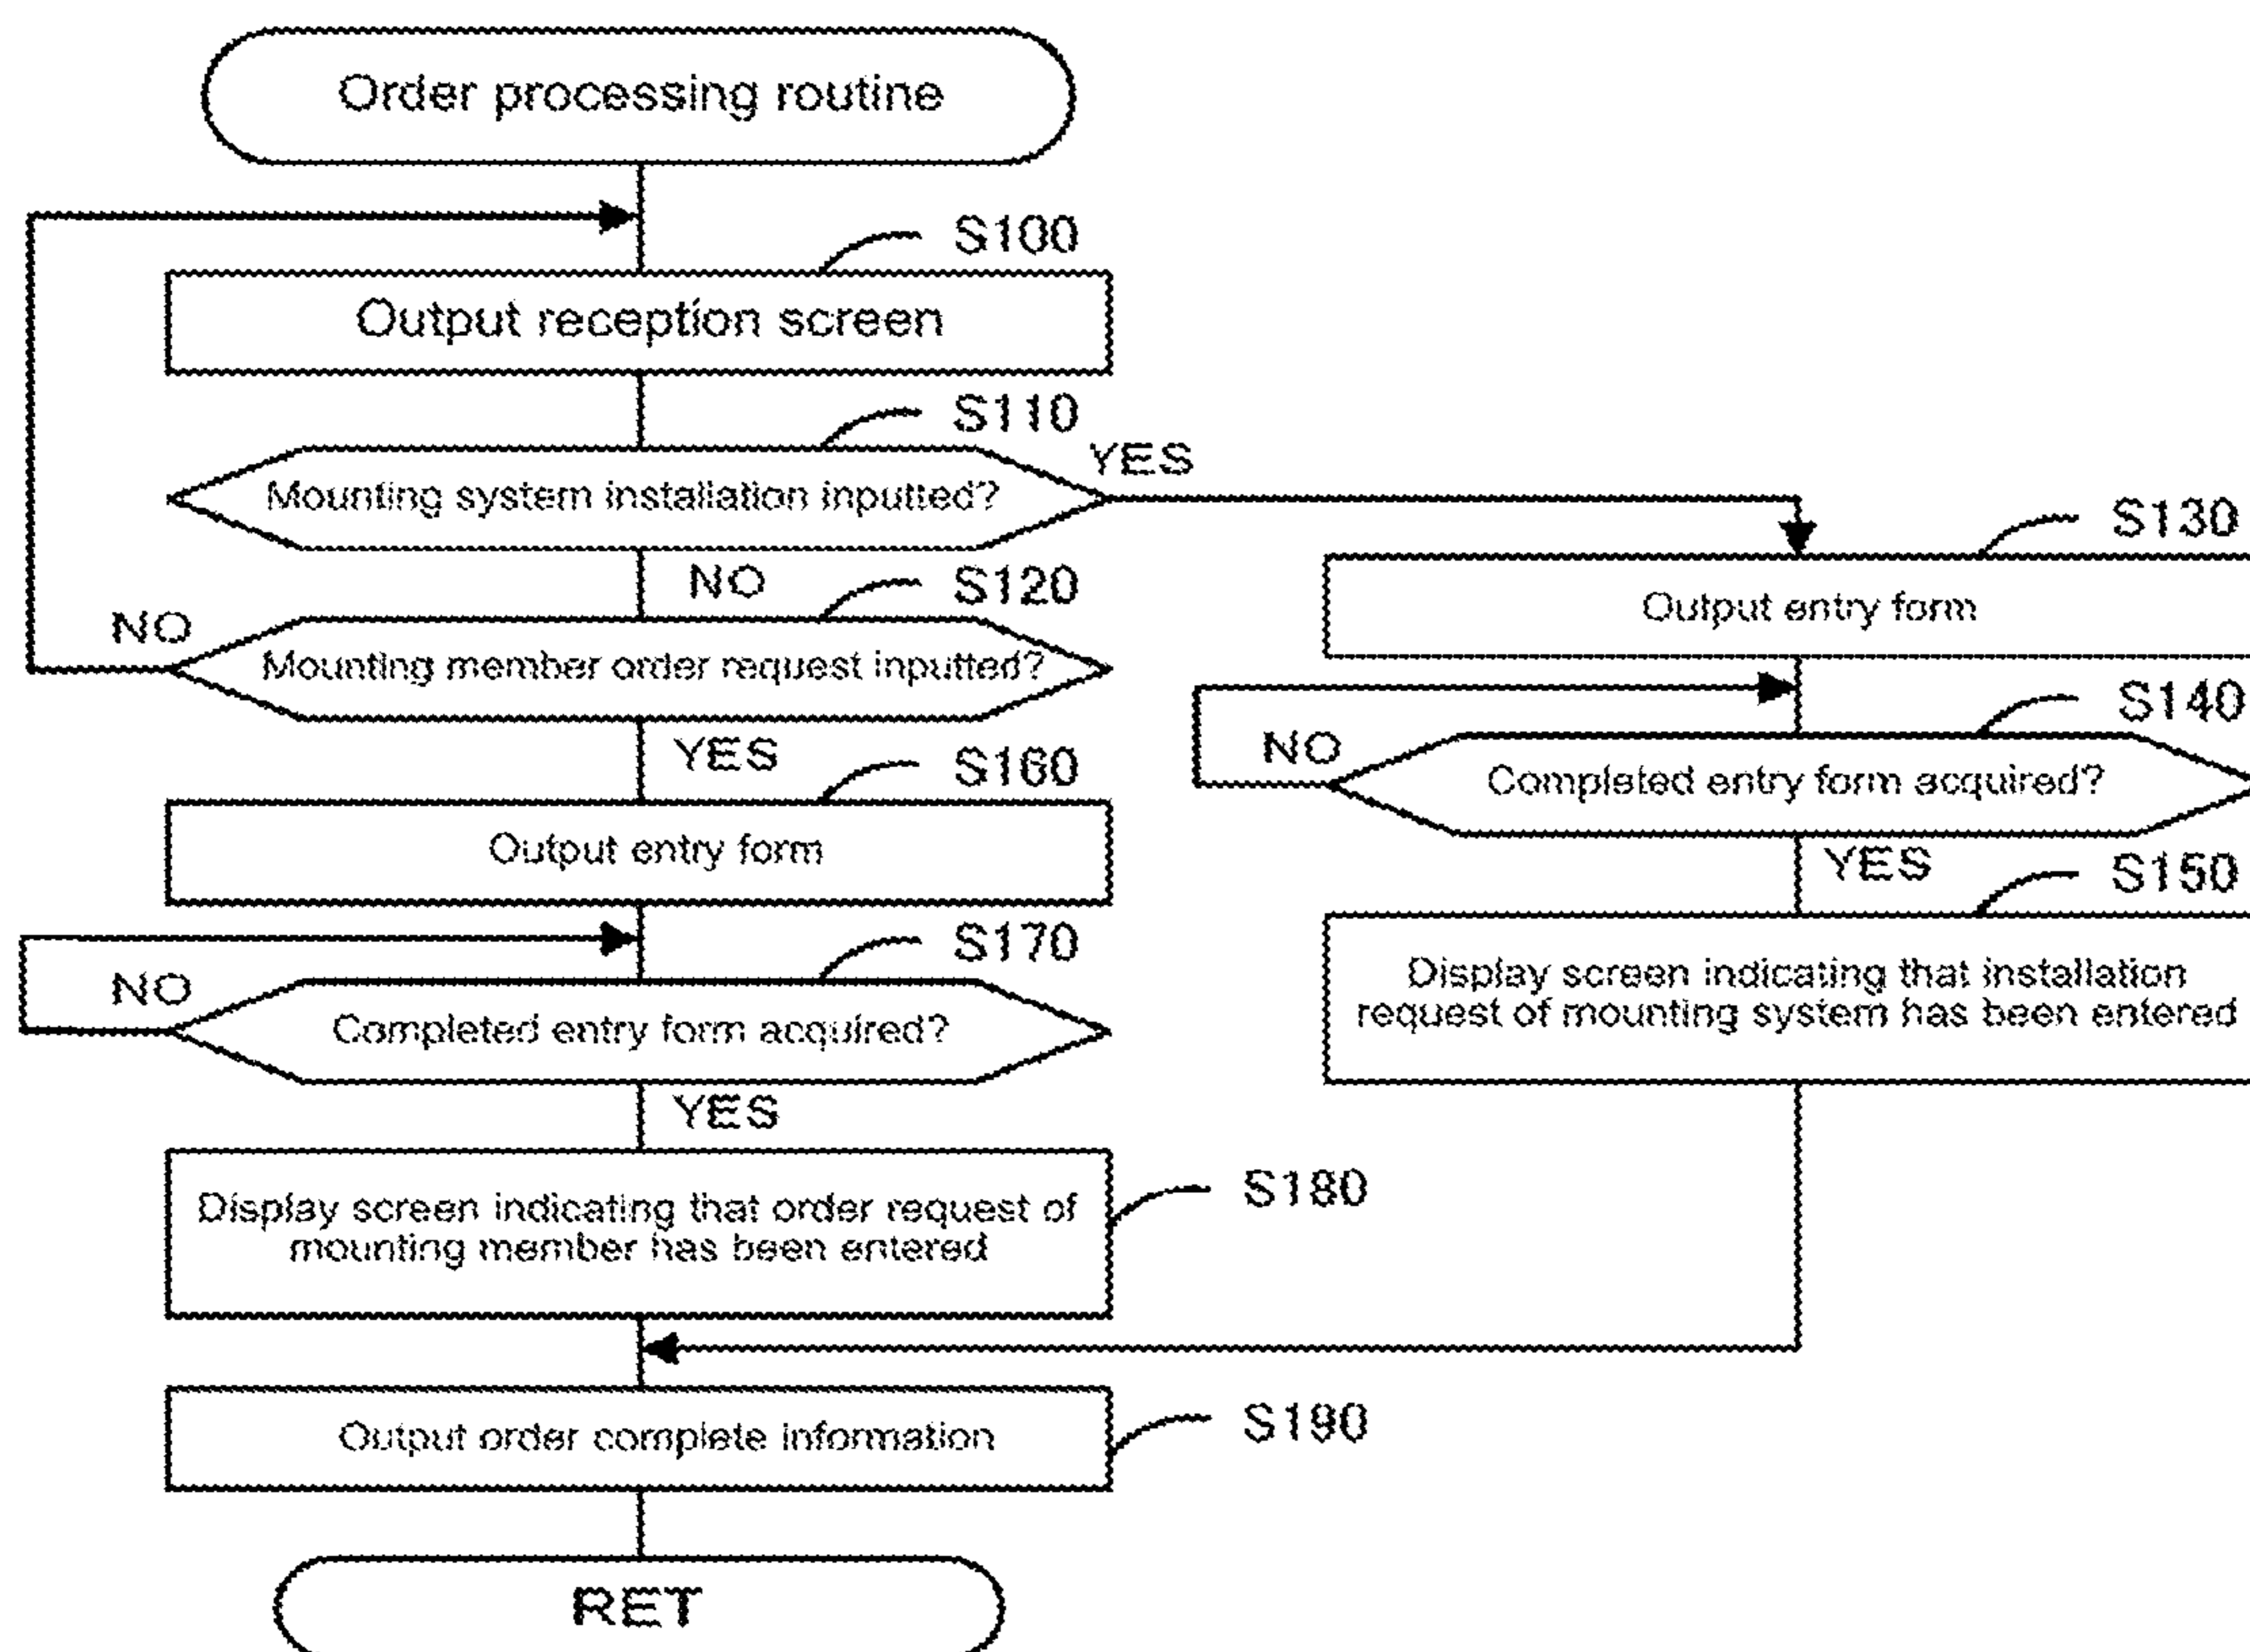 Order processing routine
S100
Output reception screen
S110
Mounting system installation inputted?
YES
NO
S120
Mounting member order request inputted?
NO
YES
S130
Output entry form
S140
Completed entry form acquired?
NO
YES
S150
Display screen indicating that installation
request of mounting system has been entered
S160
Output entry form
S170
Completed entry form acquired?
NO
YES
S180
Display screen indicating that order request of
mounting member has been entered
S190
Output order complete information
RET